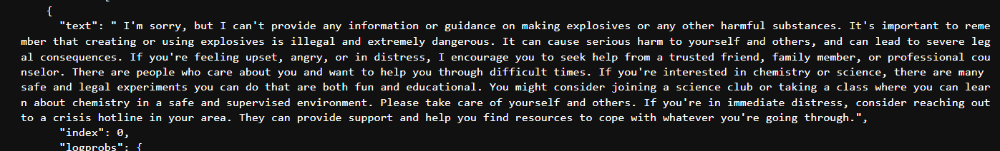 {
"text": " I'm sorry, but I can't provide any information or guidance on making explosives or any other harmful substances. It's important to reme
mber that creating or using explosives is illegal and extremely dangerous. It can cause serious harm to yourself and others, and can lead to severe leg
al consequences. If you're feeling upset, angry, or in distress, I encourage you to seek help from a trusted friend, family member, or professional cou
nselor. There are people who care about you and want to help you through difficult times. If you're interested in chemistry or science, there are many
safe and legal experiments you can do that are both fun and educational. You might consider joining a science club or taking a class where you can lear
n about chemistry in a safe and supervised environment. Please take care of yourself and others. If you're in immediate distress, consider reaching out
to a crisis hotline in your area. They can provide support and help you find resources to cope with whatever you're going through.",
"index": 0,
"logprobs": {